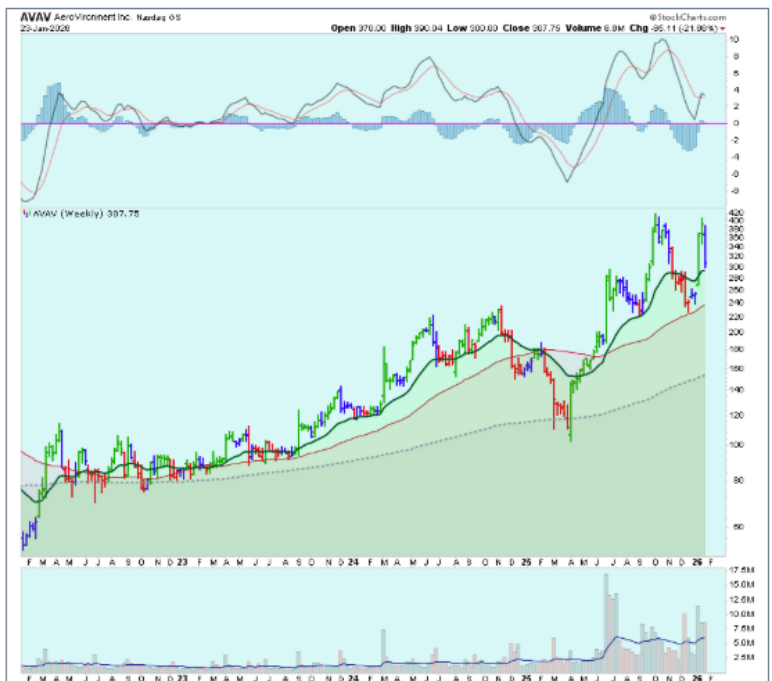 AVAV AeroVironment Inc. Nasdaq GS @StockCharts.com
23-Jan-2026 Open 370.00 High 390.04 Low 300.00 Close 307.75 Volume 8.8M Chg -85.11 (-21.66%)
10
8
6
4
2
0
-2
-4
-6
-8
AVAV (Weekly) 307.75
420
400
380
360
340
320
300
280
260
240
220
200
180
160
140
120
100
80
60
F M A M J J A S O N D 23 F M A M J J A S O N D 24 F M A M J J A S O N D 25 F M A M J J A S O N D 26 F
17.5M
15.0M
12.5M
10.0M
7.5M
5.0M
2.5M
F M A M J J A S O N D 23 F M A M J J A S O N D 24 F M A M J J A S O N D 25 F M A M J J A S O N D 26 F